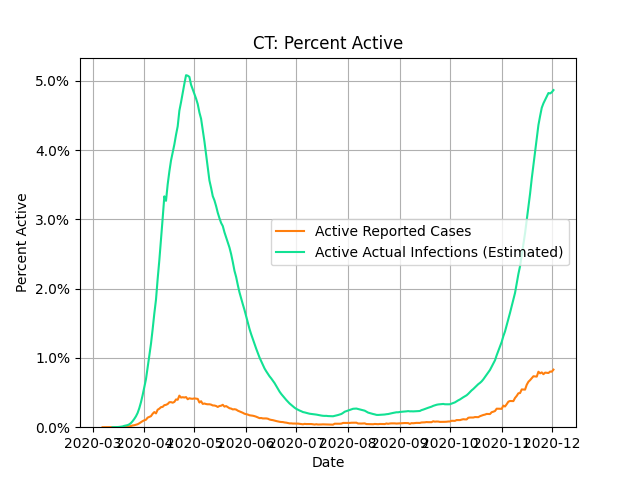 CT: Percent Active
5.0%
4.0%
3.0%
2.0%
1.0%
0.0%
Percent Active
Active Reported Cases
Active Actual Infections (Estimated)
2020-03 2020-04 2020-05 2020-06 2020-07 2020-08 2020-09 2020-10 2020-11 2020-12
Date